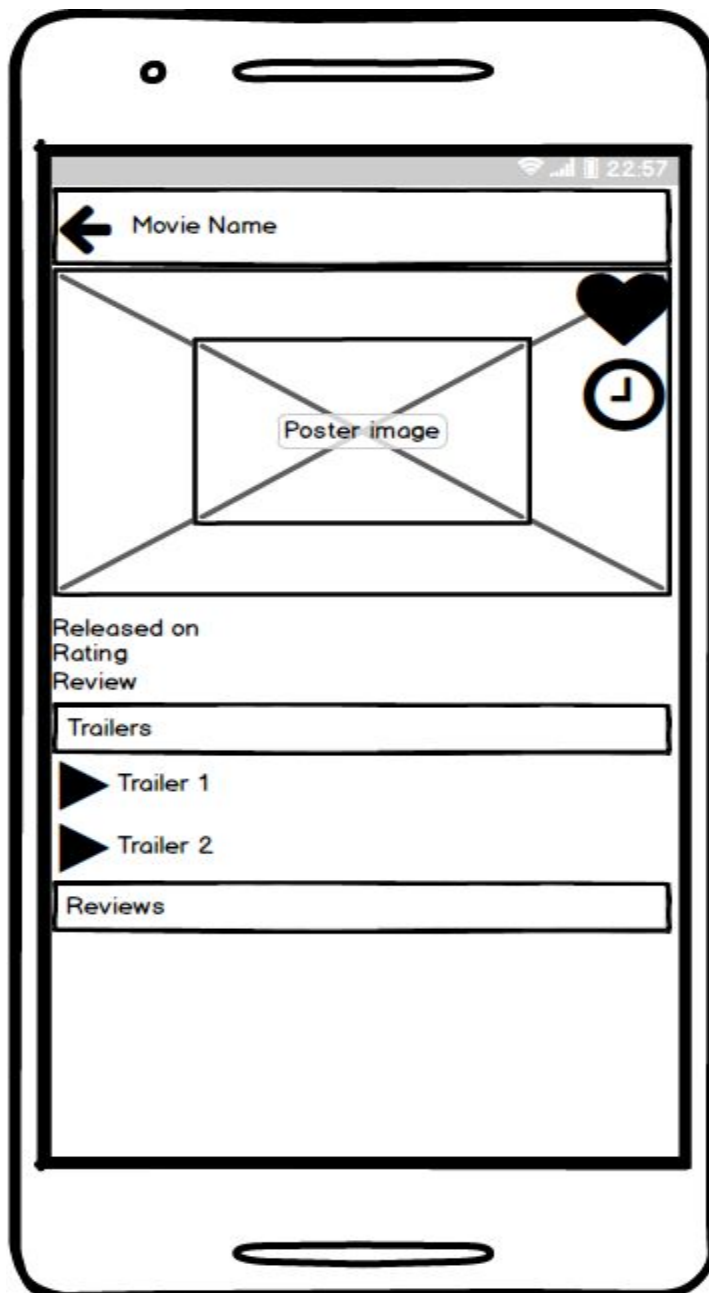 22:57
Movie Name
Poster image
Released on
Rating
Review
Trailers
Trailer 1
Trailer 2
Reviews